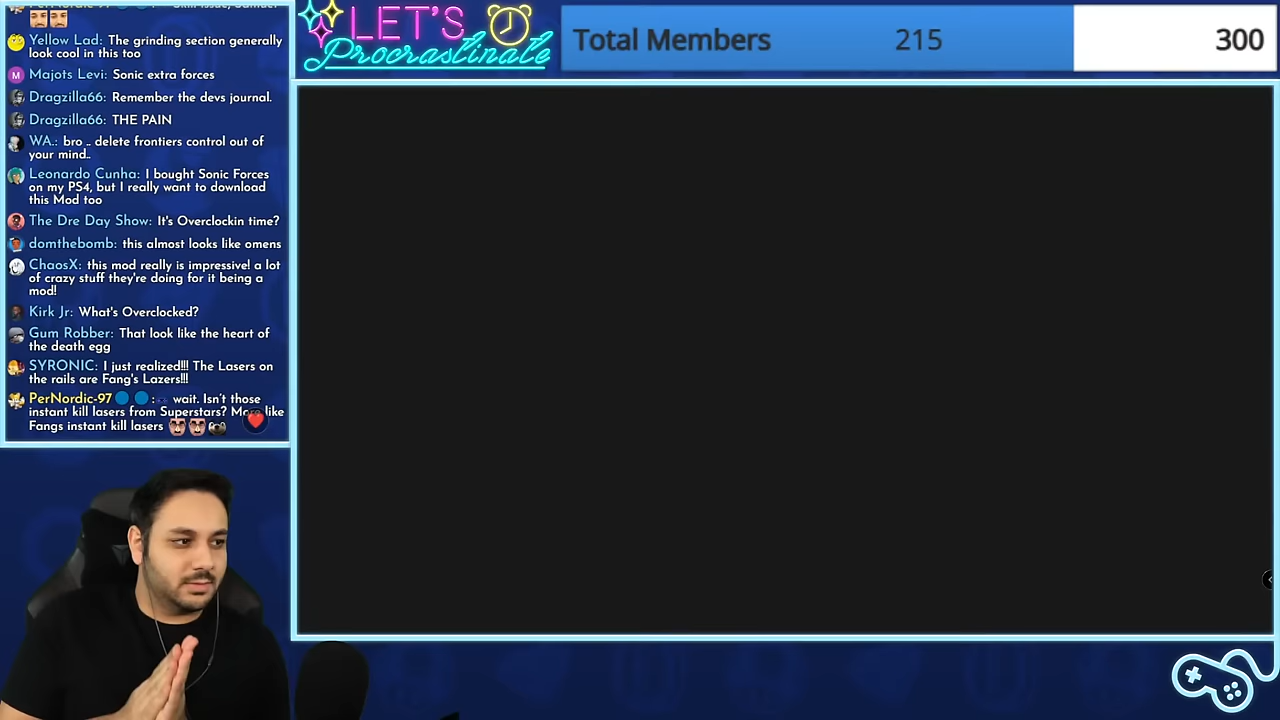 Yellow Lad: The grinding section generally
look cool in this too
Majots Levi: Sonic extra forces
Dragzilla66: Remember the devs journal.
Dragzilla66: THE PAIN
WA.: bro .. delete frontiers control out of
your mind..
Leonardo Cunha: I bought Sonic Forces
on my PS4, but I really want to download
this Mod too
The Dre Day Show: It's Overclockin time?
domthebomb: this almost looks like omens
ChaosX: this mod really is impressive! a lot
of crazy stuff they're doing for it being a
mod!
Kirk Jr: What's Overclocked?
Gum Robber: That look like the heart of
the death egg
SYRONIC: I just realized!!! The Lasers on
the rails are Fang's Lazers!!!
PerNordic-97 : wait. Isn't those
instant kill lasers from Superstars? More like
Fangs instant kill lasers
LET'S
Procrastinate
Total Members 215 300